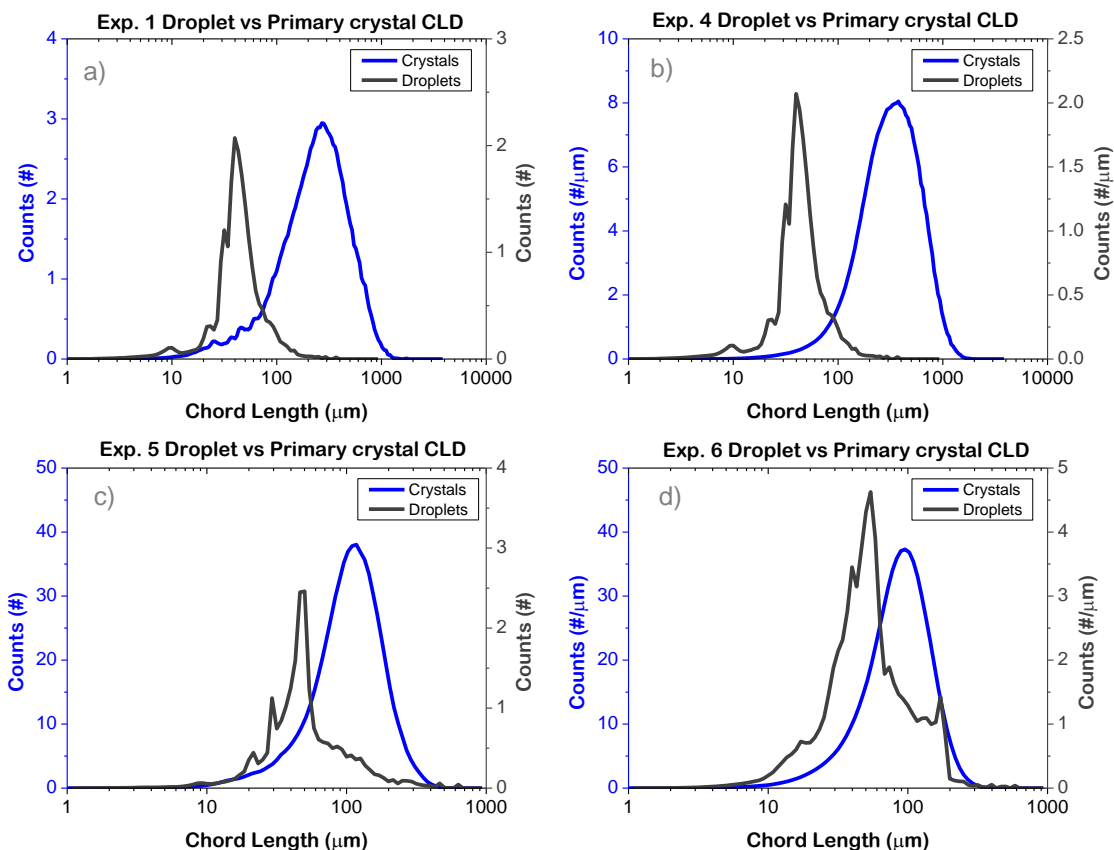 Exp. 1 Droplet vs Primary crystal CLD
a)
Crystals
Droplets
4
3
2
1
0
3
2
1
0
1
10
100
1000
10000
Counts (#)
Counts (#)
Chord Length (μm)
Exp. 4 Droplet vs Primary crystal CLD
b)
Crystals
Droplets
10
8
6
4
2
0
2.5
2.0
1.5
1.0
0.5
0.0
1
10
100
1000
10000
Counts (#/μm)
Counts (#/μm)
Chord Length (μm)
Exp. 5 Droplet vs Primary crystal CLD
c)
Crystals
Droplets
50
40
30
20
10
0
4
3
2
1
0
1
10
100
1000
Counts (#)
Counts (#)
Chord Length (μm)
Exp. 6 Droplet vs Primary crystal CLD
d)
Crystals
Droplets
50
40
30
20
10
0
5
4
3
2
1
0
1
10
100
1000
Counts (#/μm)
Counts (#/μm)
Chord Length (μm)